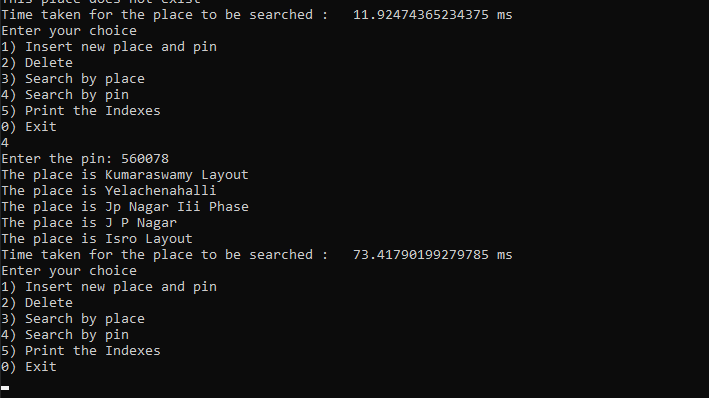 This place does not exist
Time taken for the place to be searched :   11.92474365234375 ms
Enter your choice
1) Insert new place and pin
2) Delete
3) Search by place
4) Search by pin
5) Print the Indexes
0) Exit
4
Enter the pin: 560078
The place is Kumaraswamy Layout
The place is Yelachenahalli
The place is Jp Nagar Iii Phase
The place is J P Nagar
The place is Isro Layout
Time taken for the place to be searched :   73.41790199279785 ms
Enter your choice
1) Insert new place and pin
2) Delete
3) Search by place
4) Search by pin
5) Print the Indexes
0) Exit